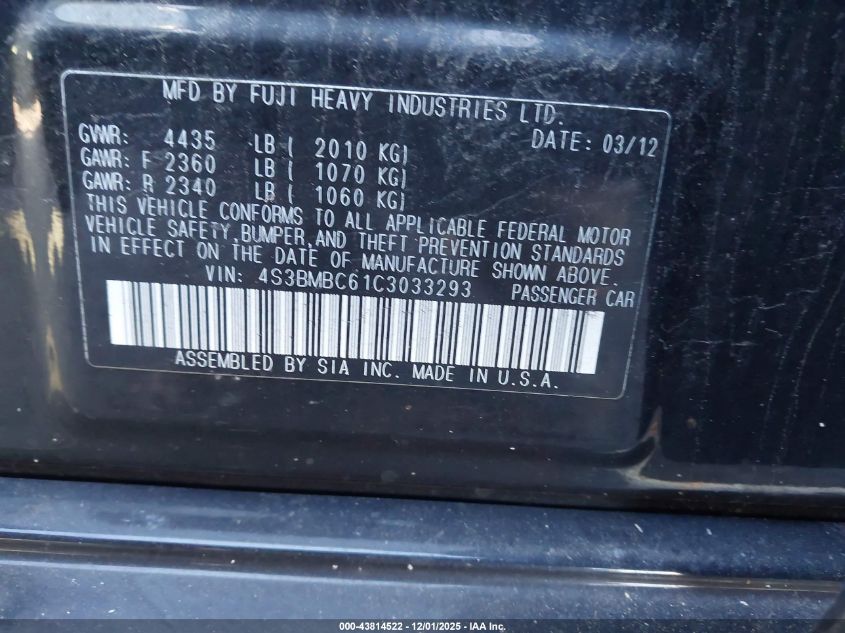 MFD BY FUJI HEAVY INDUSTRIES LTD.
GVWR: 4435 LB ( 2010 KG) DATE: 03/12
GAWR: F 2360 LB ( 1070 KG)
GAWR: R 2340 LB ( 1060 KG)
THIS VEHICLE CONFORMS TO ALL APPLICABLE FEDERAL MOTOR
VEHICLE SAFETY, BUMPER, AND THEFT PREVENTION STANDARDS
IN EFFECT ON THE DATE OF MANUFACTURE SHOWN ABOVE.
VIN: 4S3BMBC61C3033293 PASSENGER CAR
ASSEMBLED BY SIA INC. MADE IN U.S.A.
000-43814522 - 12/01/2025 - IAA Inc.